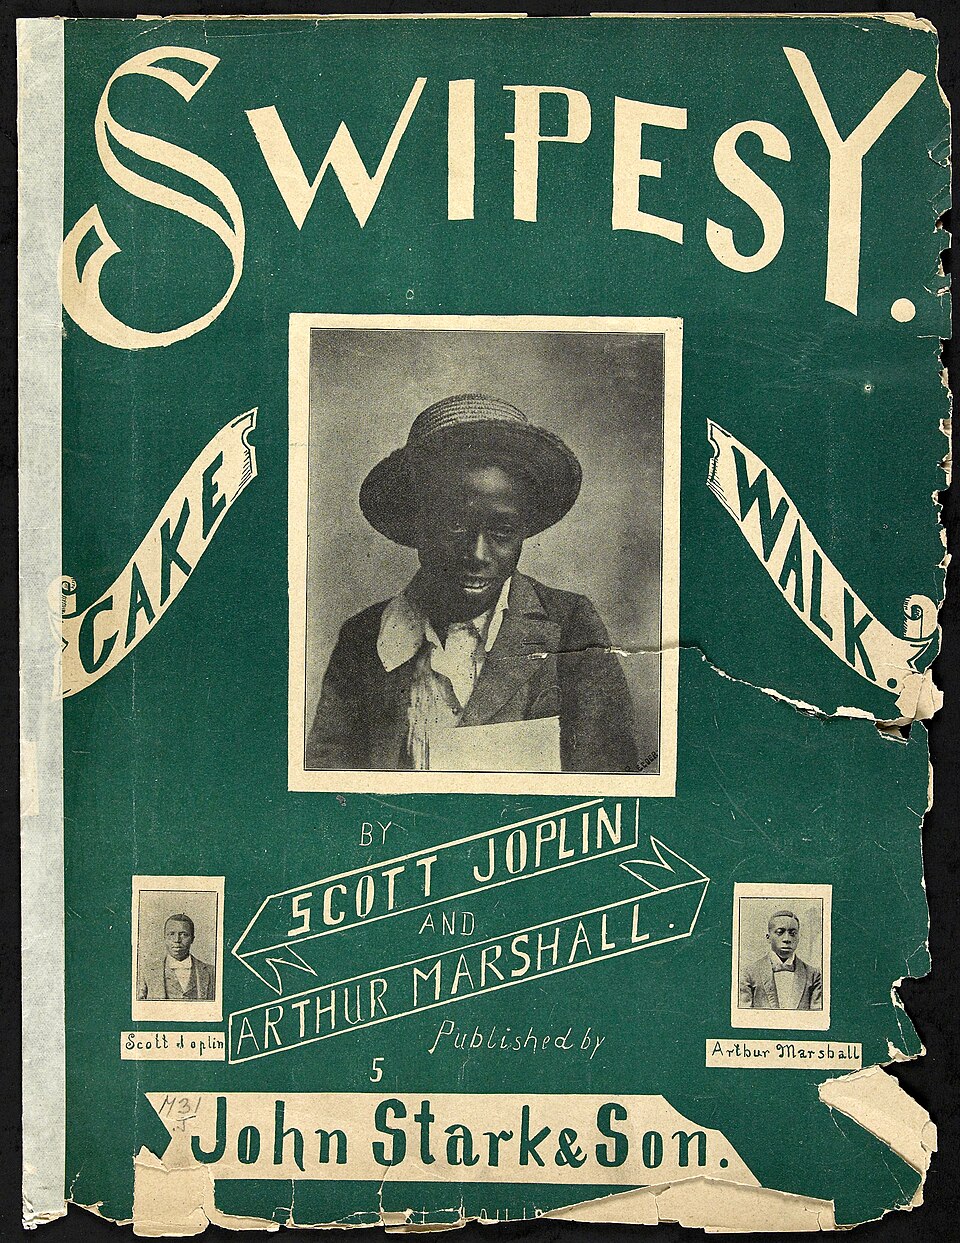 SWIPESY.
CAKE WALK.
BY
SCOTT JOPLIN
AND
ARTHUR MARSHALL.
Scott Joplin
Arthur Marshall
Published by
5
M31
.J
John Stark & Son.